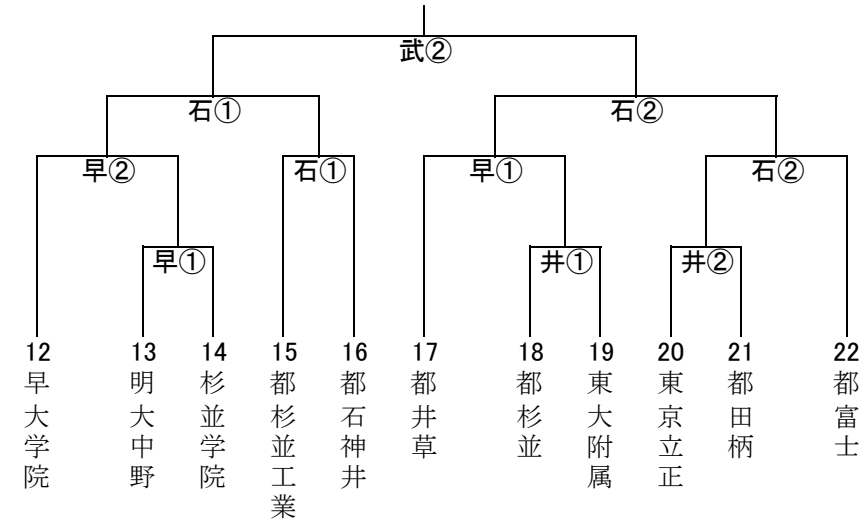 武②
石① 石②
早② 石① 早① 石②
早① 井① 井②
12 13 14 15 16 17 18 19 20 21 22
早大学院
明大中野
杉並学院
都杉並工業
都石神井
都井草
都杉並
東大附属
東京立正
都田柄
都富士